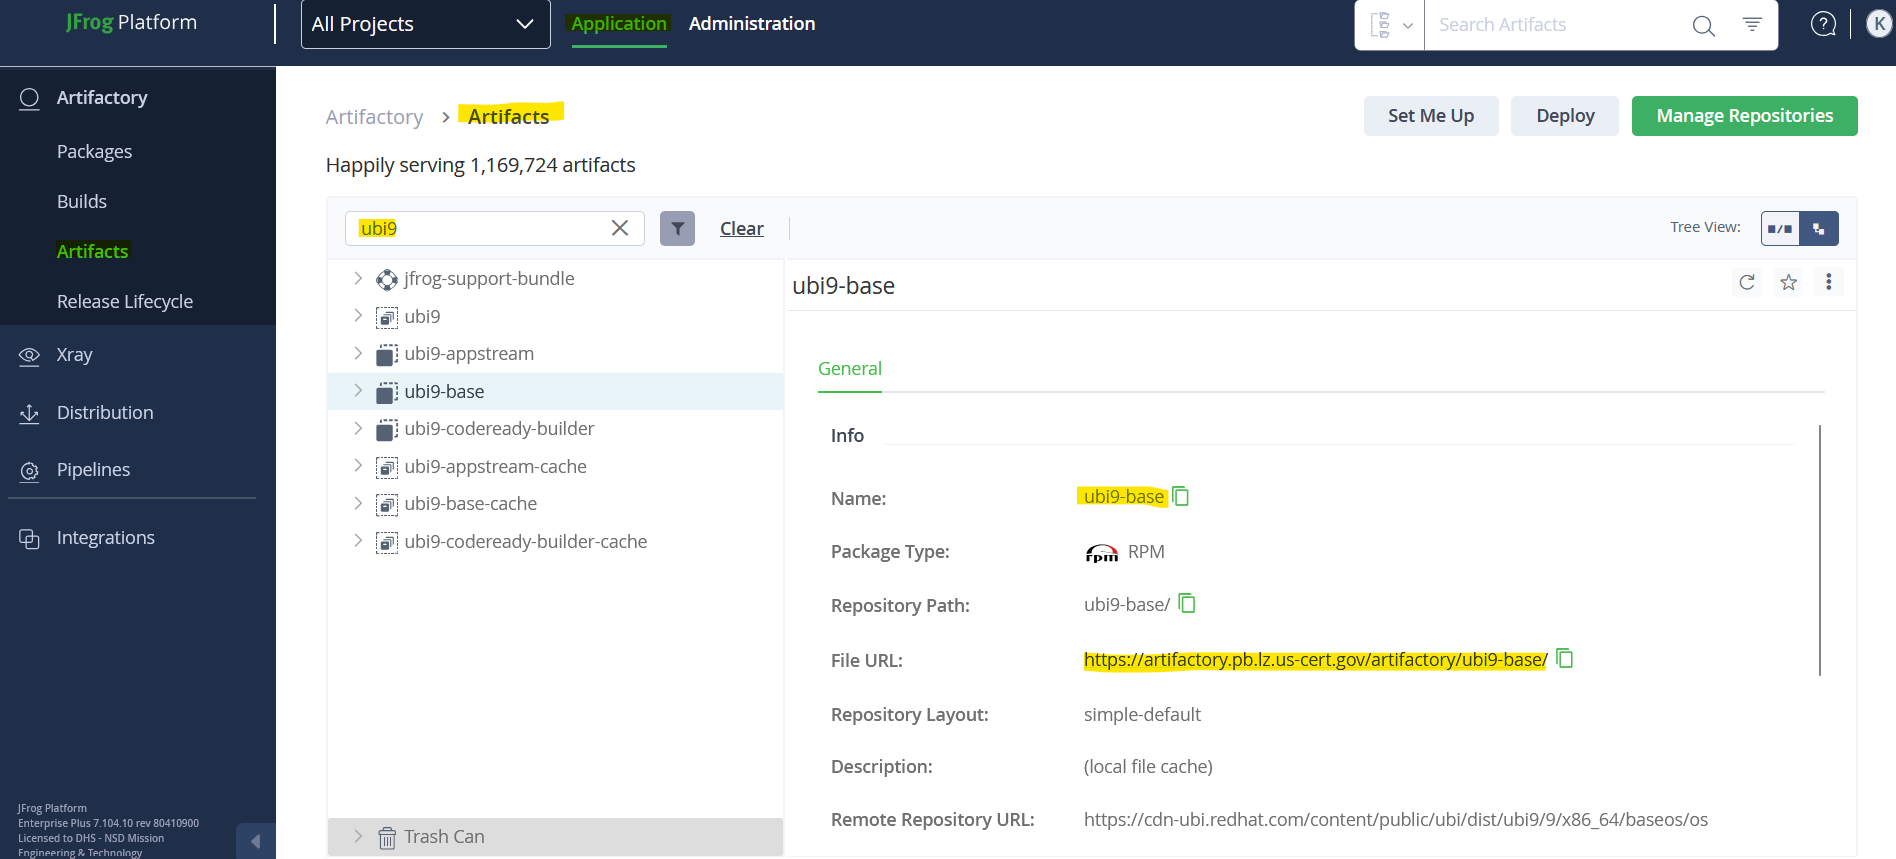 JFrog Platform
All Projects
Application
Administration
Search Artifacts
?
K
Artifactory
Packages
Builds
Artifacts
Release Lifecycle
Xray
Distribution
Pipelines
Integrations
JFrog Platform
Enterprise Plus 7.104.10 rev 80410900
Licensed to DHS - NSD Mission
Engineering & Technology
Artifactory > Artifacts
Set Me Up
Deploy
Manage Repositories
Happily serving 1,169,724 artifacts
ubi9
Clear
Tree View:
jfrog-support-bundle
ubi9
ubi9-appstream
ubi9-base
ubi9-codeready-builder
ubi9-appstream-cache
ubi9-base-cache
ubi9-codeready-builder-cache
Trash Can
ubi9-base
General
Info
Name: ubi9-base
Package Type: rpm RPM
Repository Path: ubi9-base/
File URL: https://artifactory.pb.lz.us-cert.gov/artifactory/ubi9-base/
Repository Layout: simple-default
Description: (local file cache)
Remote Repository URL: https://cdn-ubi.redhat.com/content/public/ubi/dist/ubi9/9/x86_64/baseos/os